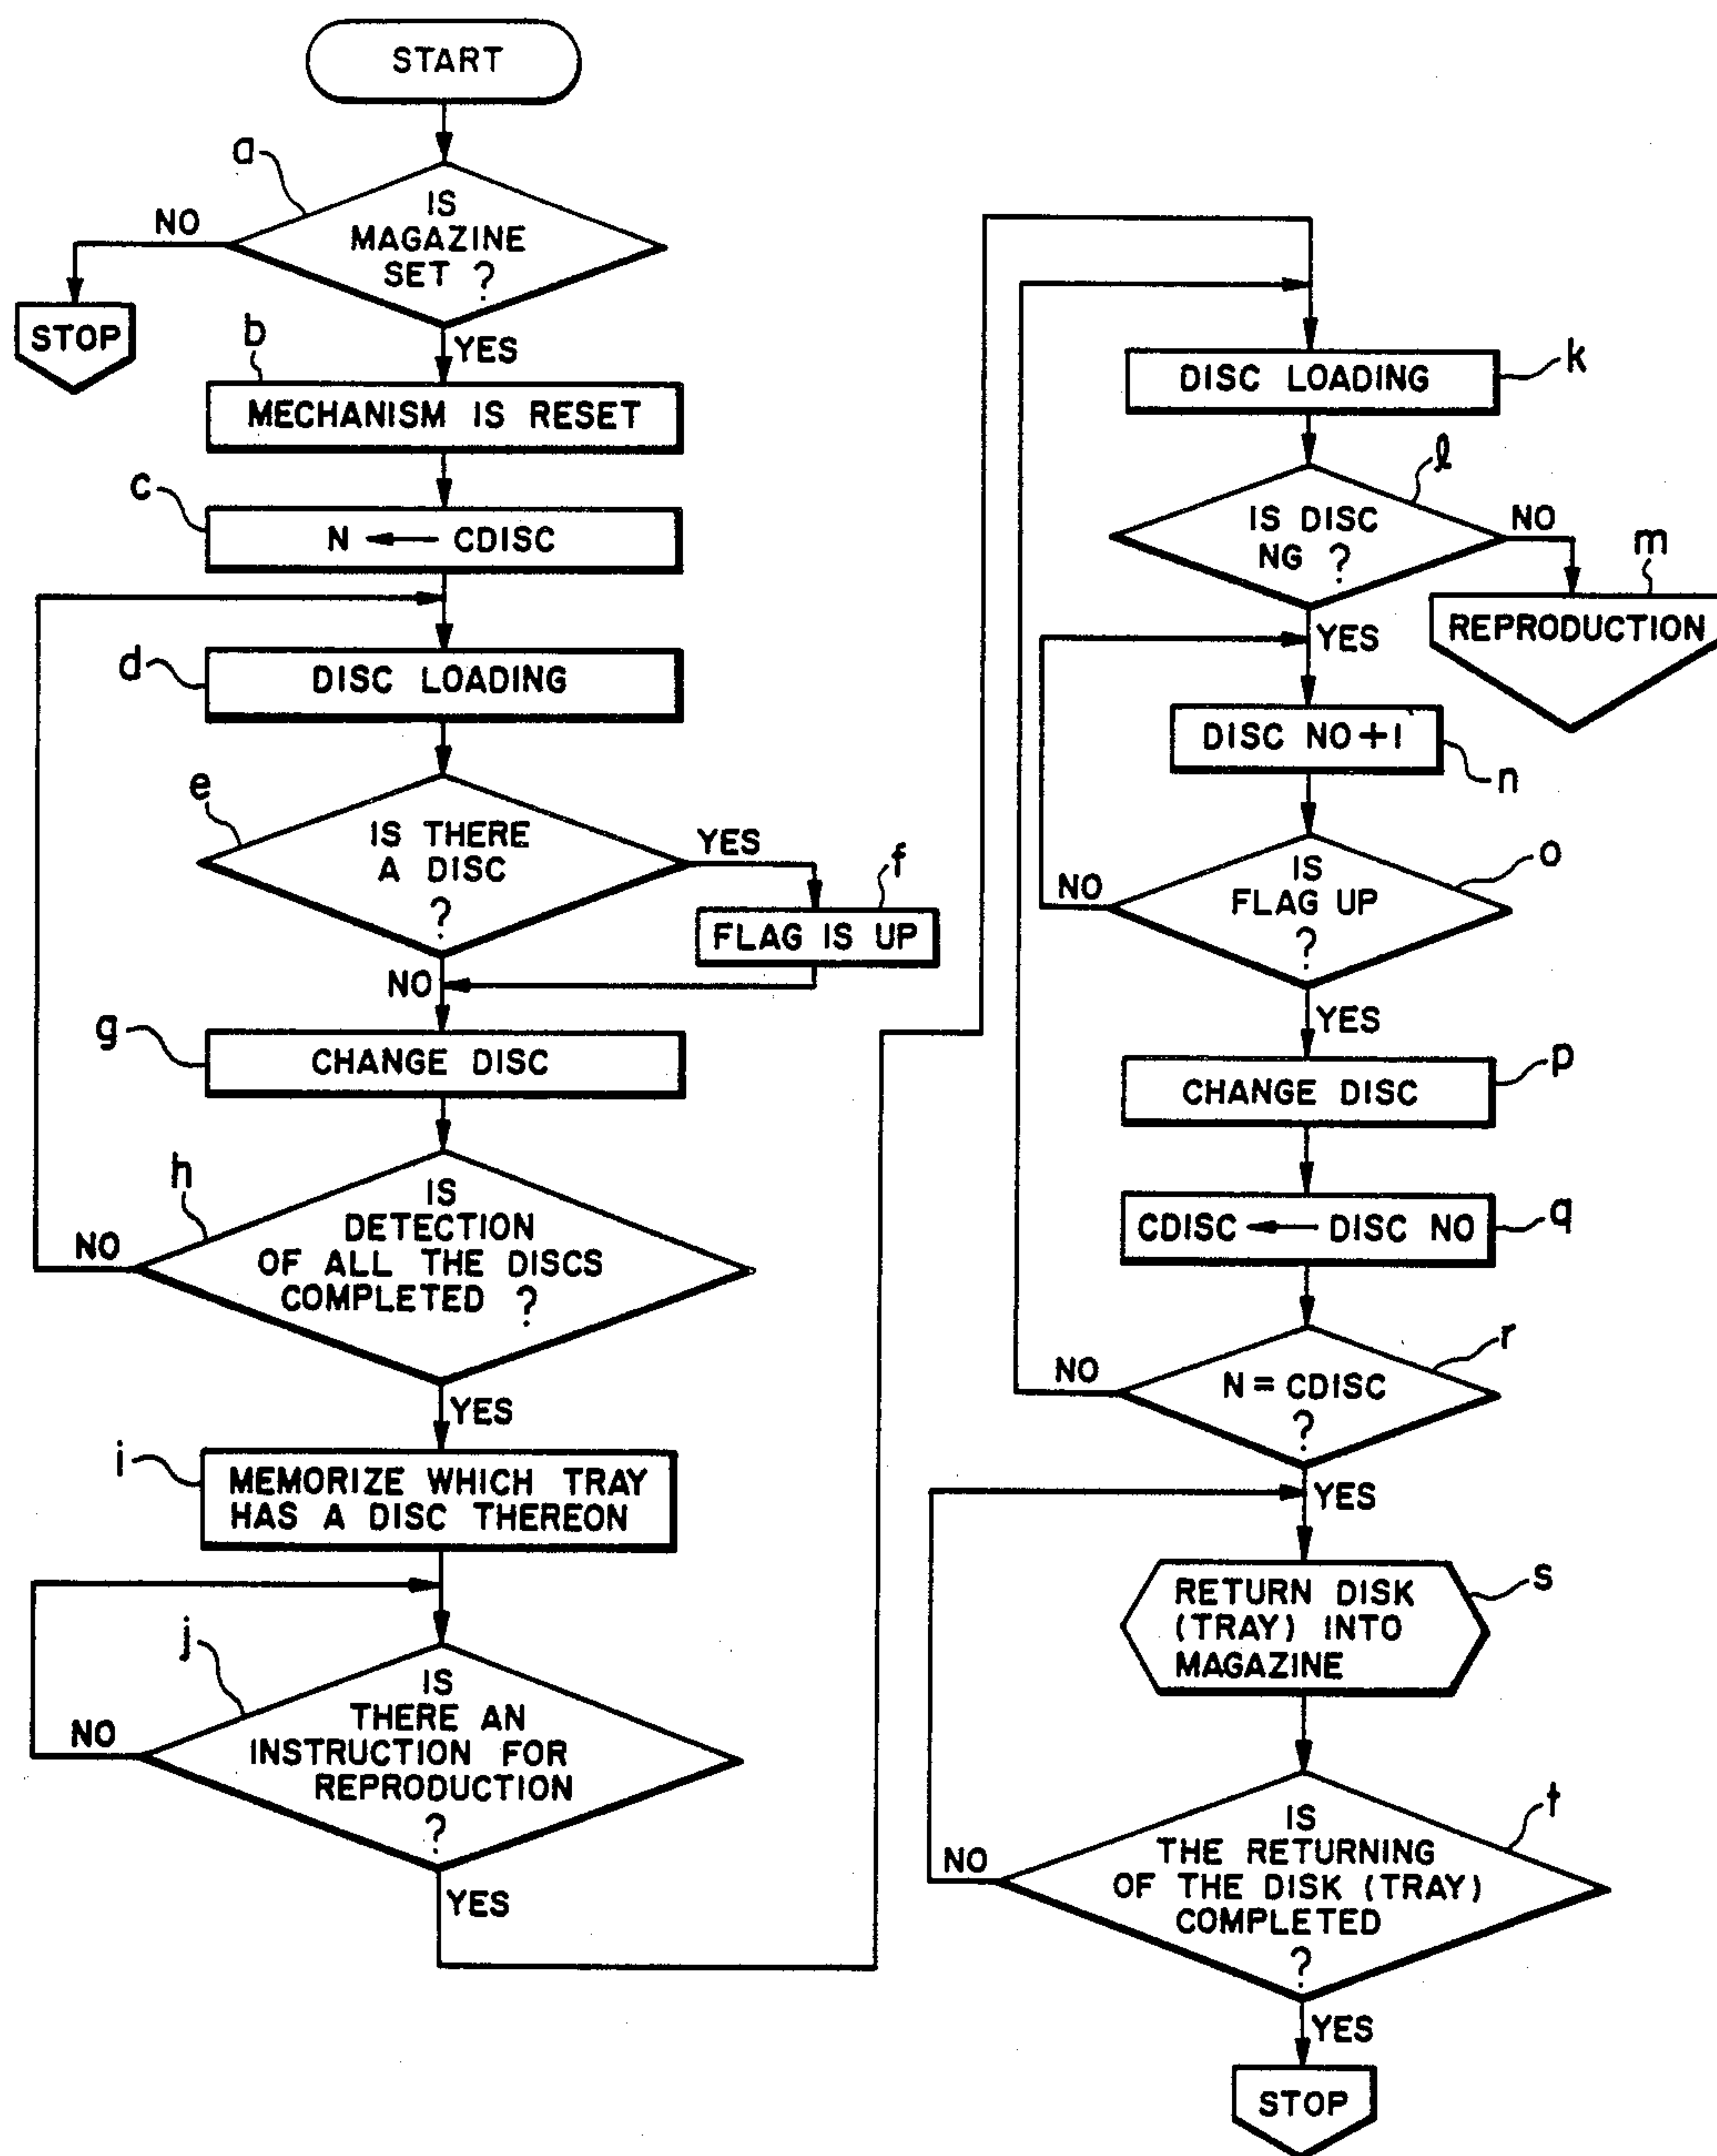 START
a
IS
MAGAZINE
SET ?
NO
STOP
YES
b
MECHANISM IS RESET
c
N ← CDISC
d
DISC LOADING
e
IS THERE
A DISC
?
YES
f
FLAG IS UP
NO
g
CHANGE DISC
h
IS
DETECTION
OF ALL THE DISCS
COMPLETED ?
NO
YES
i
MEMORIZE WHICH TRAY
HAS A DISC THEREON
j
IS
THERE AN
INSTRUCTION FOR
REPRODUCTION
?
NO
YES
DISC LOADING
k
l
IS DISC
NG ?
NO
m
REPRODUCTION
YES
DISC NO+1
n
IS
FLAG UP
?
o
NO
YES
CHANGE DISC
p
CDISC ← DISC NO
q
r
N = CDISC
?
NO
YES
RETURN DISK
(TRAY) INTO
MAGAZINE
s
t
IS
THE RETURNING
OF THE DISK (TRAY)
COMPLETED
?
NO
YES
STOP